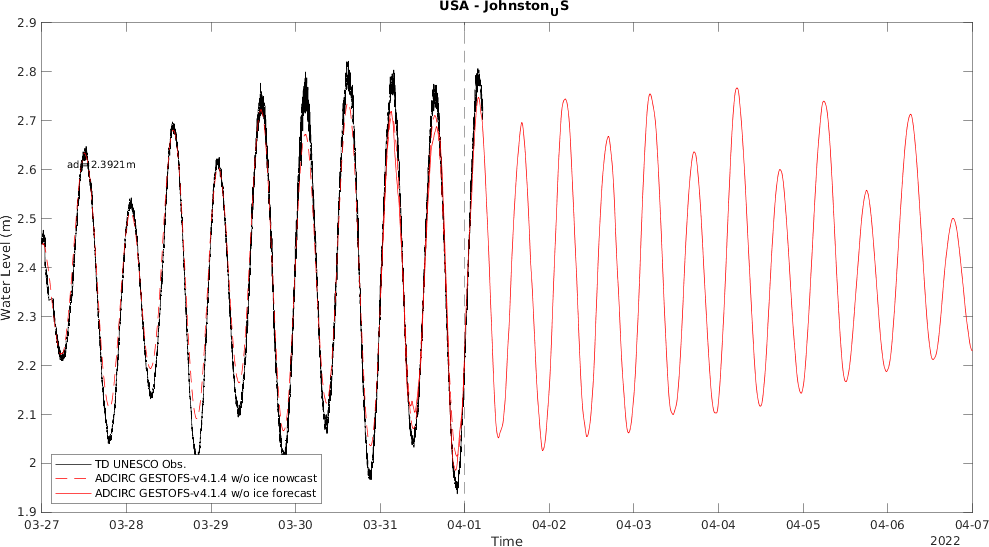 USA - Johnston_US
2.9
2.8
2.7
2.6
2.5
2.4
2.3
2.2
2.1
2
1.9
Water Level (m)
adj=2.3921m
TD UNESCO Obs.
ADCIRC GESTOFS-v4.1.4 w/o ice nowcast
ADCIRC GESTOFS-v4.1.4 w/o ice forecast
03-27 03-28 03-29 03-30 03-31 04-01 04-02 04-03 04-04 04-05 04-06 04-07
Time
2022